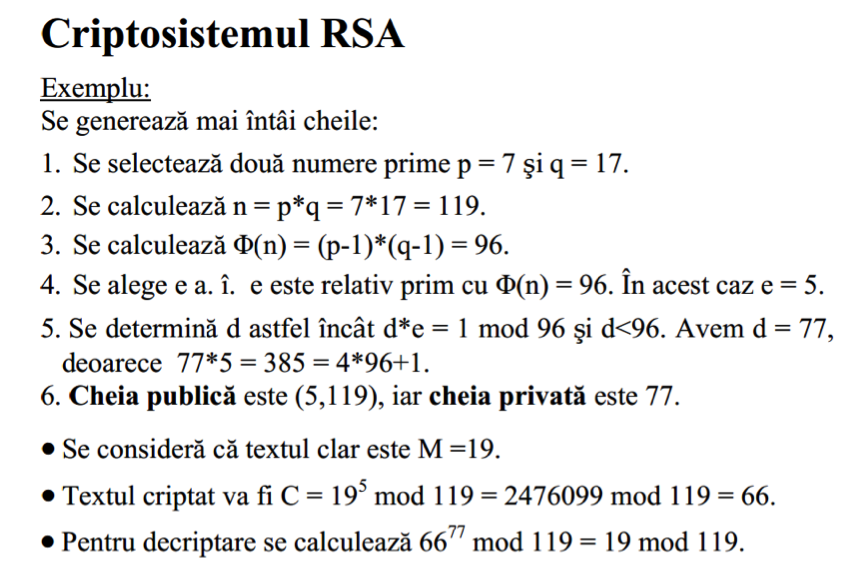 Criptosistemul RSA
Exemplu:
Se generează mai întâi cheile:
1. Se selectează două numere prime p = 7 şi q = 17.
2. Se calculează n = p*q = 7*17 = 119.
3. Se calculează Φ(n) = (p-1)*(q-1) = 96.
4. Se alege e a. î. e este relativ prim cu Φ(n) = 96. În acest caz e = 5.
5. Se determină d astfel încât d*e = 1 mod 96 şi d<96. Avem d = 77,
deoarece 77*5 = 385 = 4*96+1.
6. Cheia publică este (5,119), iar cheia privată este 77.
• Se consideră că textul clar este M =19.
• Textul criptat va fi C = 19⁵ mod 119 = 2476099 mod 119 = 66.
• Pentru decriptare se calculează 66⁷⁷ mod 119 = 19 mod 119.